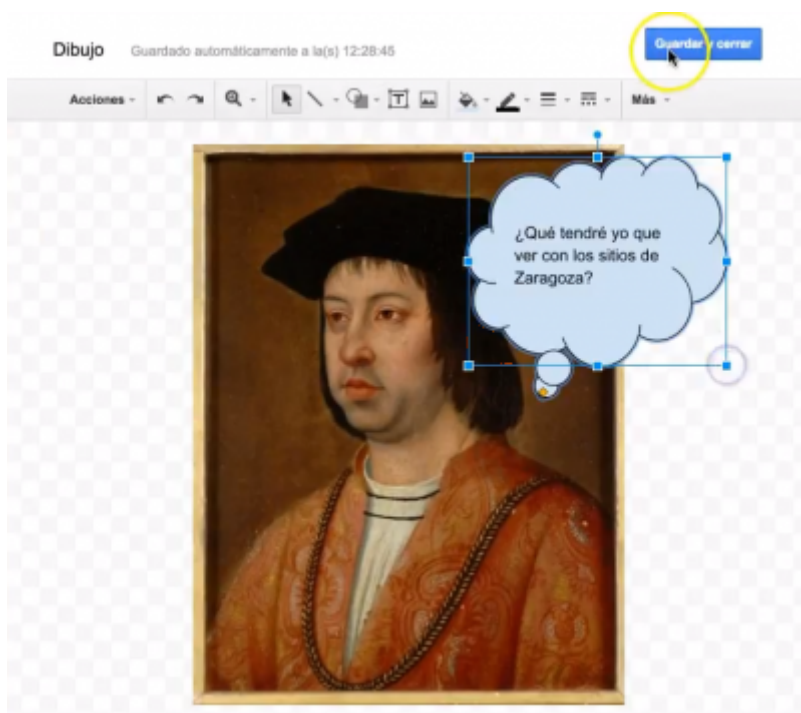 Dibujo Guardado automáticamente a la(s) 12:28:45 Guardar y cerrar
Acciones Más
¿Qué tendré yo que
ver con los sitios de
Zaragoza?